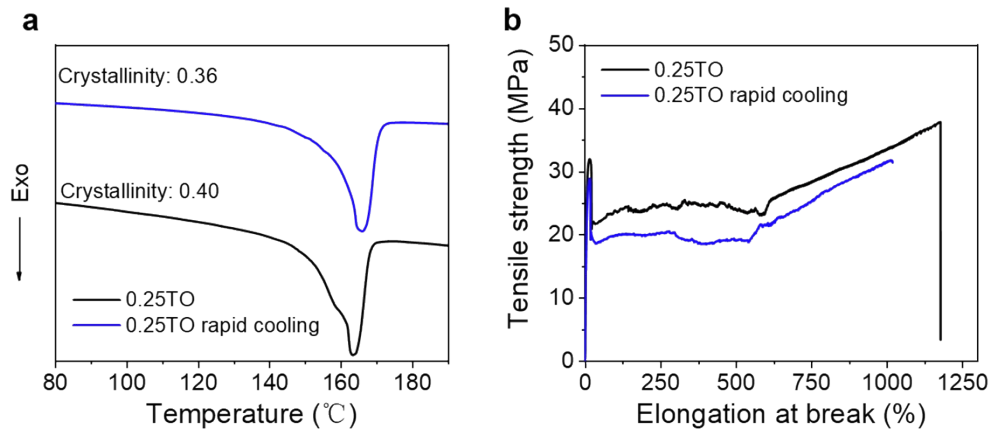 a
Crystallinity: 0.36
Crystallinity: 0.40
Exo
0.25TO
0.25TO rapid cooling
80 100 120 140 160 180
Temperature (℃)
b
50
40
30
20
10
0
Tensile strength (MPa)
0.25TO
0.25TO rapid cooling
0 250 500 750 1000 1250
Elongation at break (%)